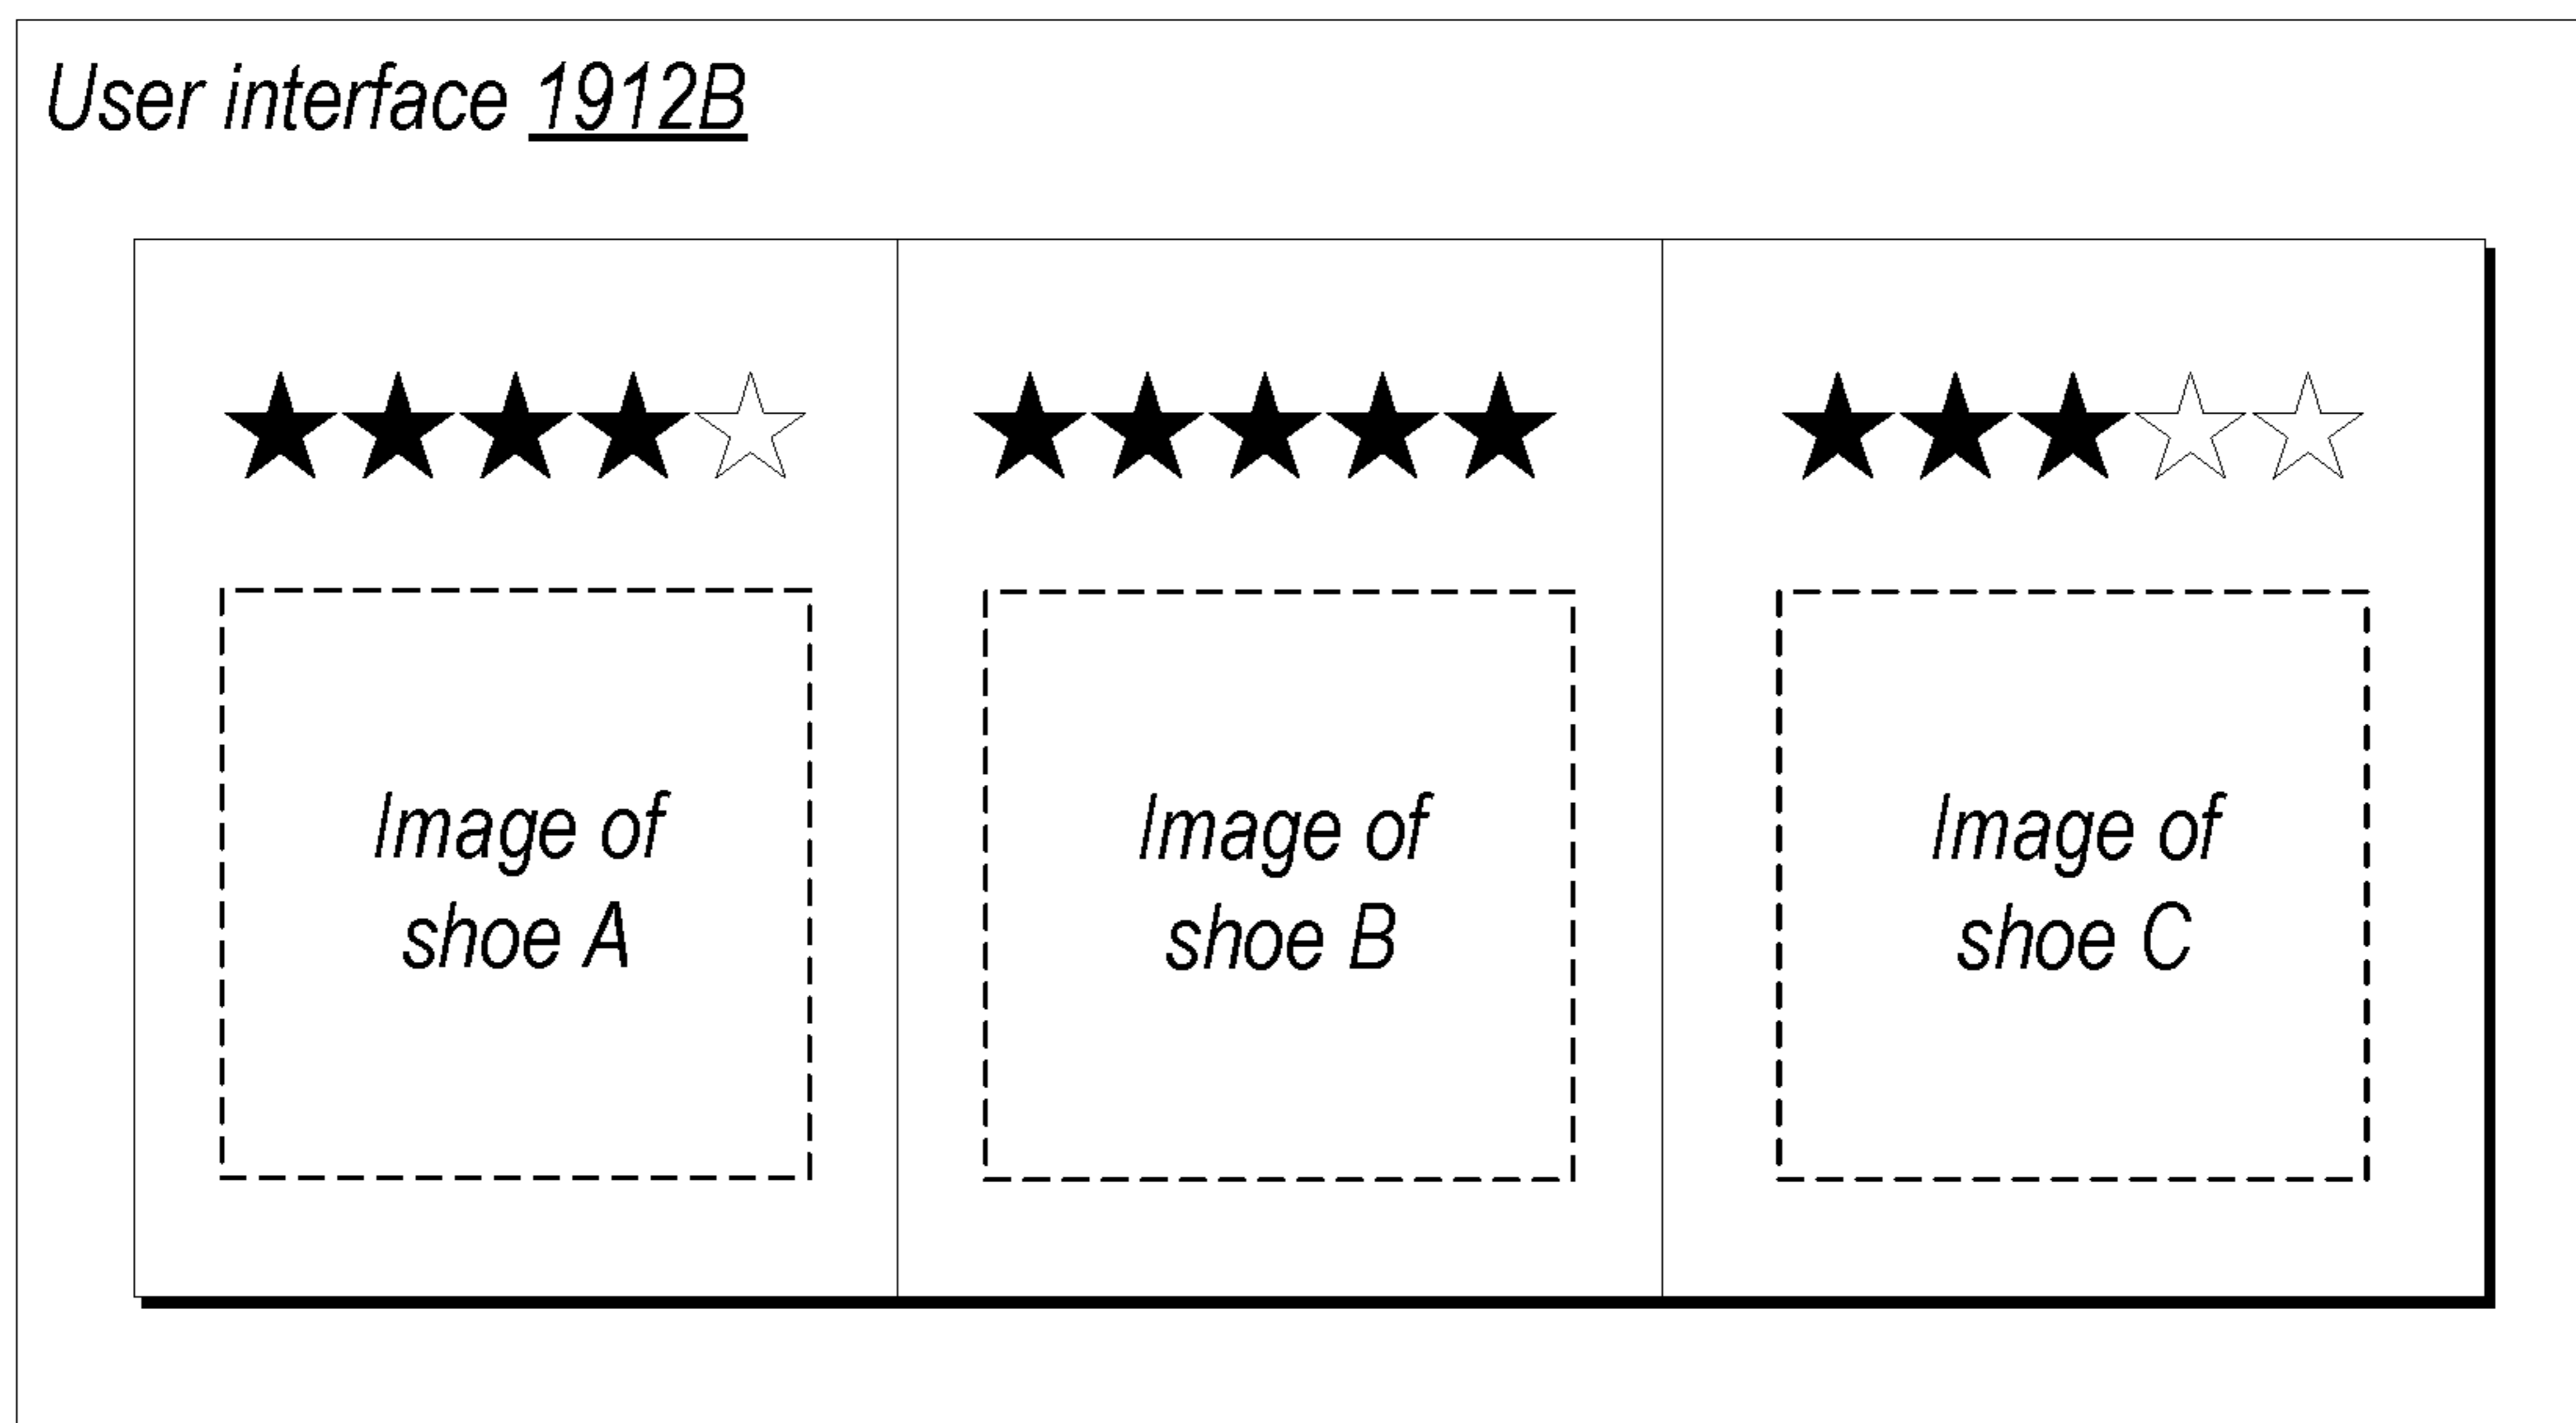 User interface 1912B
Image of
shoe A
Image of
shoe B
Image of
shoe C